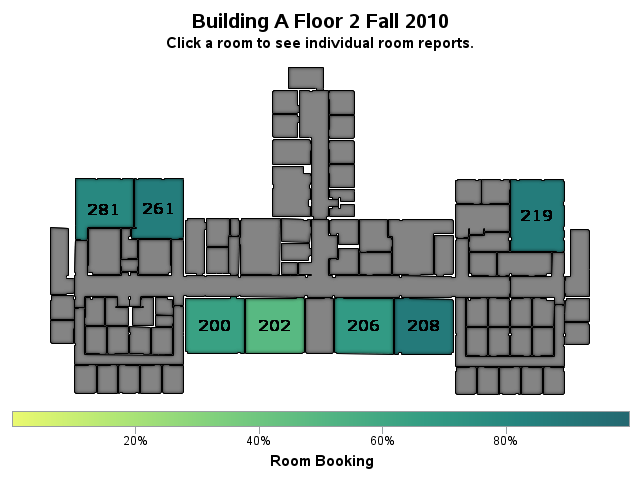 Building A Floor 2 Fall 2010
Click a room to see individual room reports.
281 261 219
200 202 206 208
20% 40% 60% 80%
Room Booking